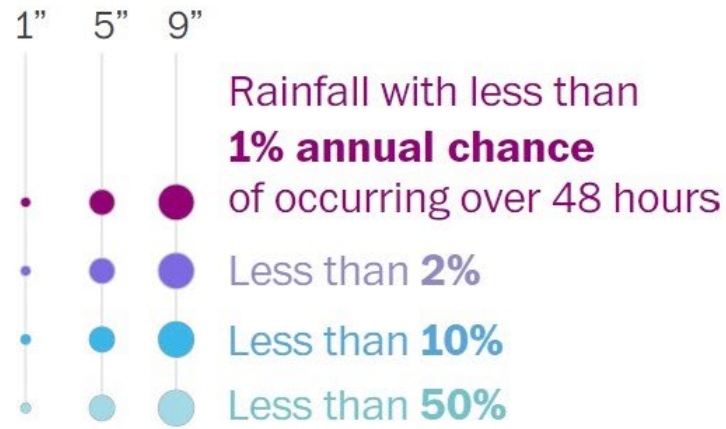 1” 5” 9”
Rainfall with less than
1% annual chance
of occurring over 48 hours
Less than 2%
Less than 10%
Less than 50%